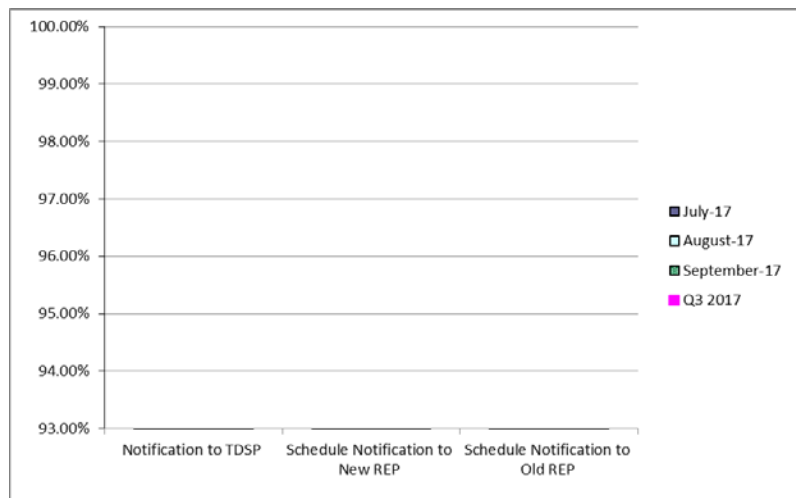 100.00%
99.00%
98.00%
97.00%
96.00%
95.00%
94.00%
93.00%
Notification to TDSP
Schedule Notification to
New REP
Schedule Notification to
Old REP
July-17
August-17
September-17
Q3 2017